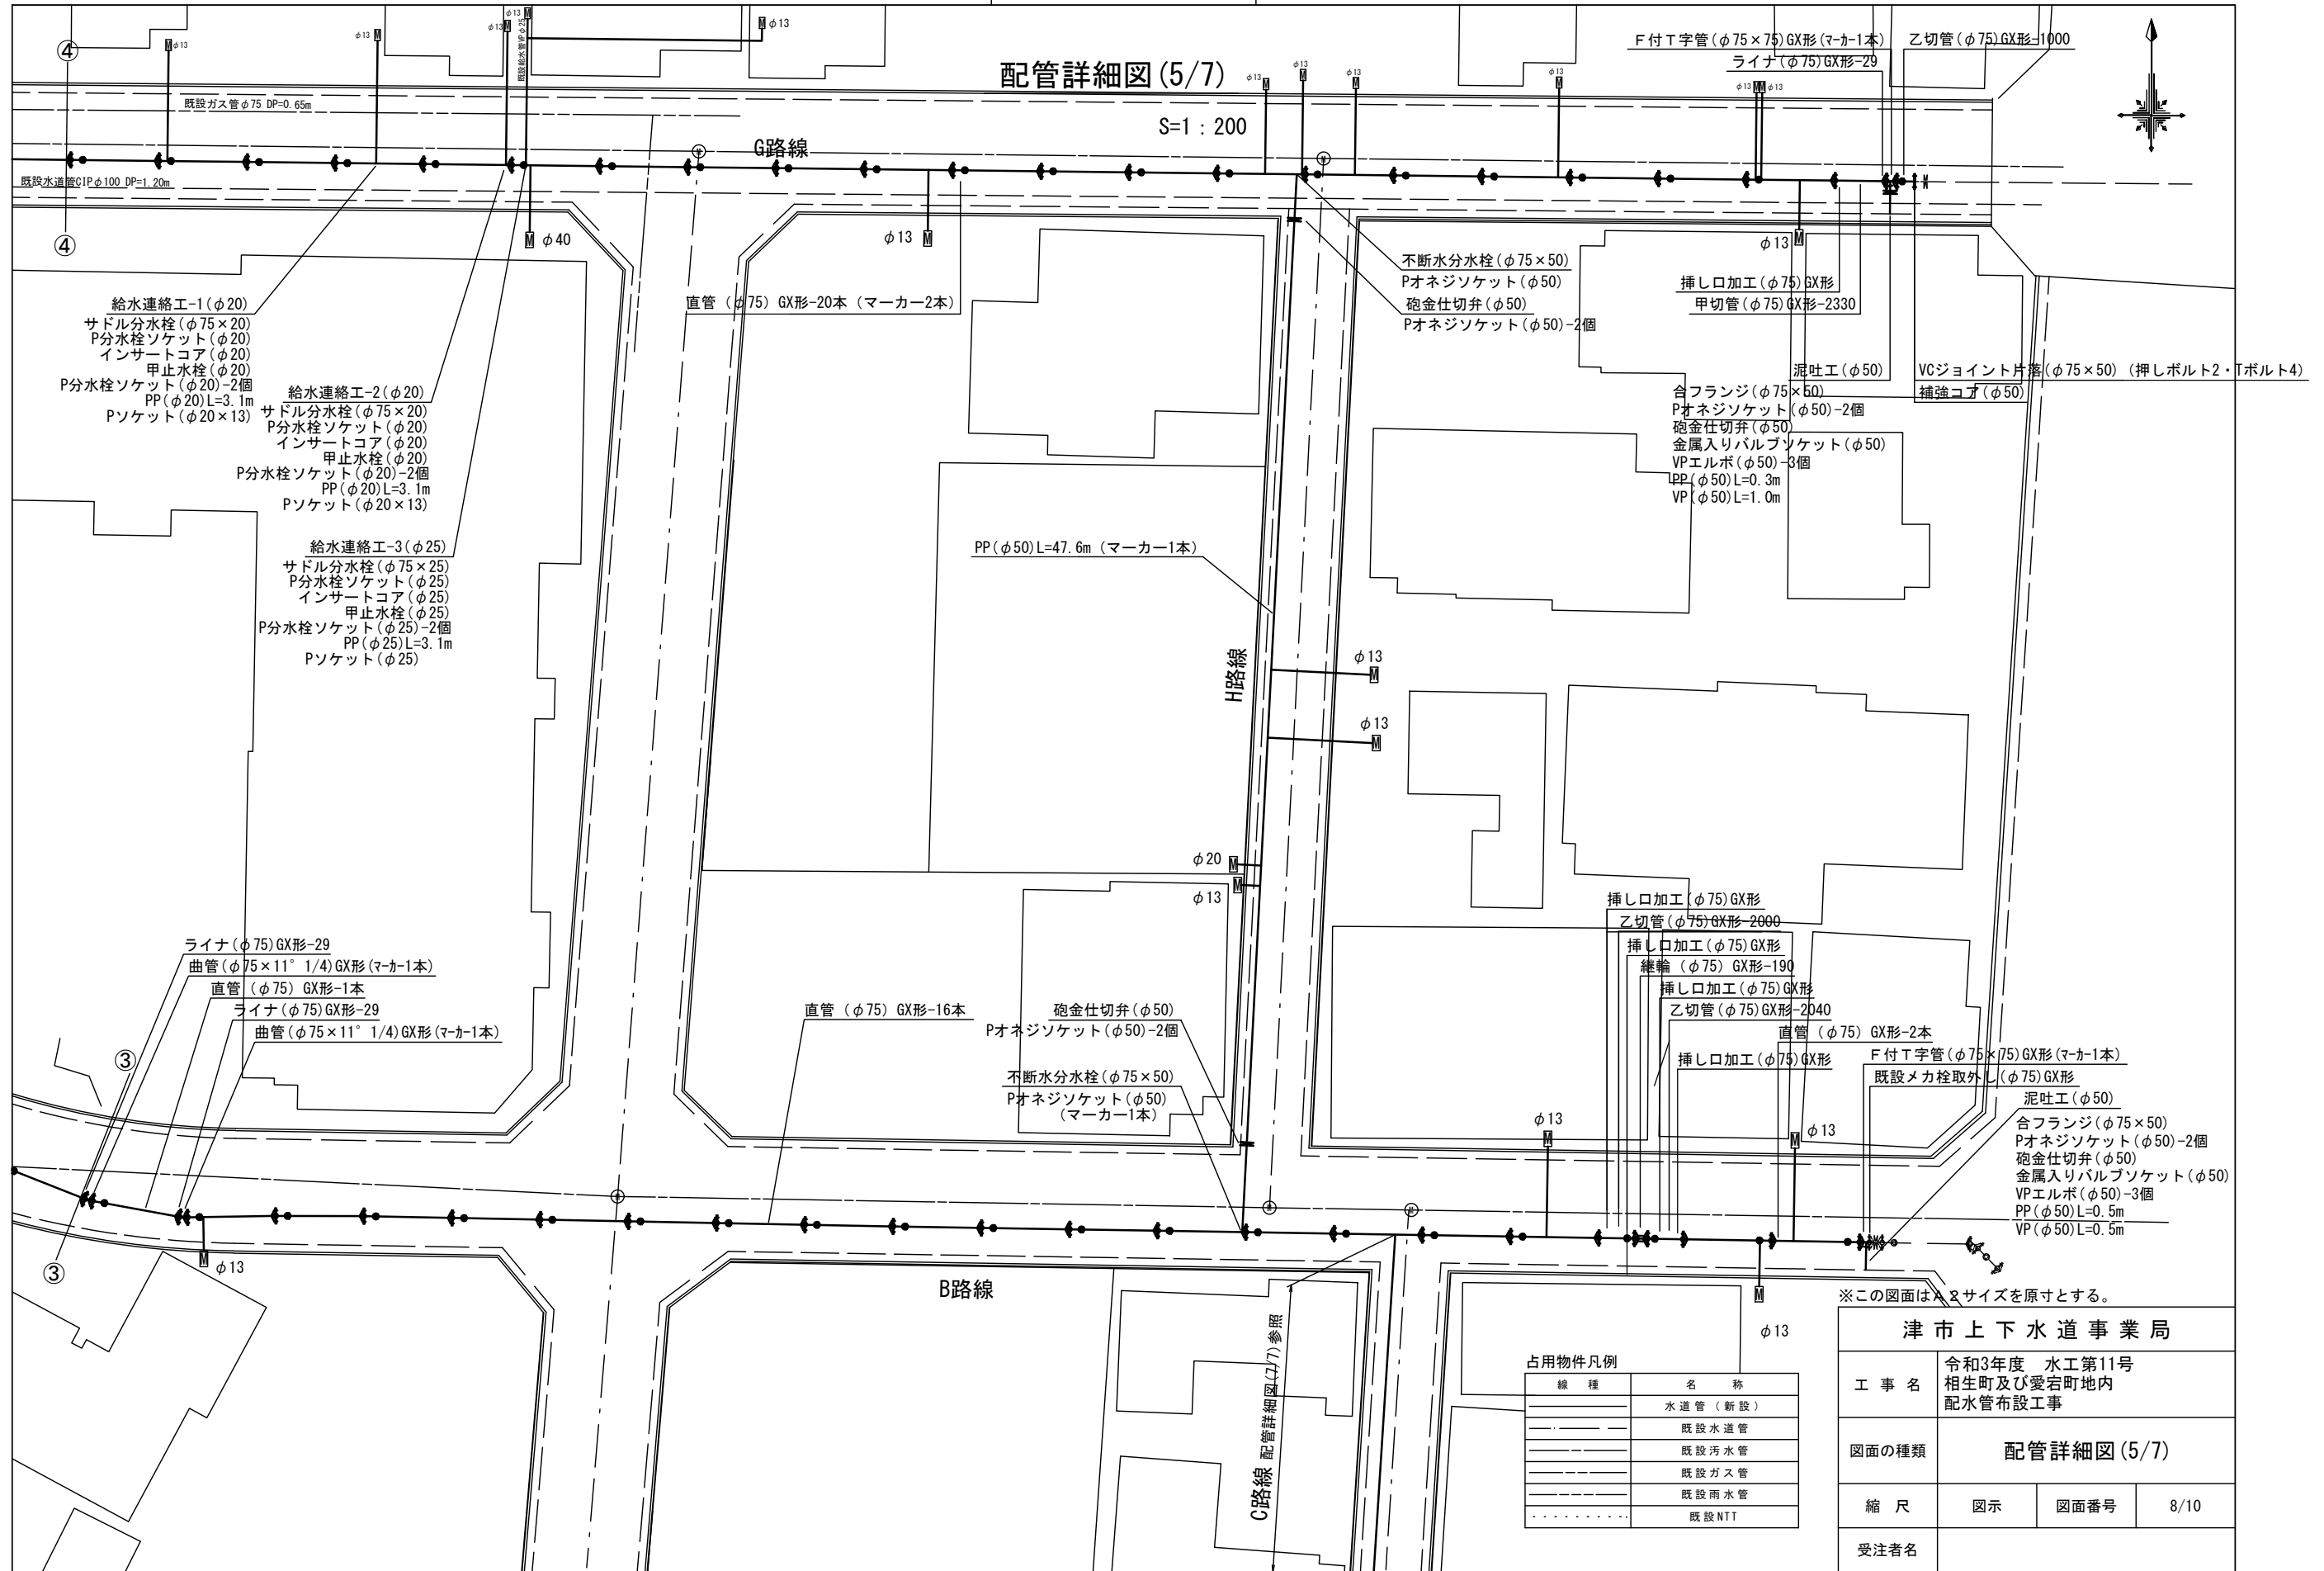 配管詳細図(5/7)
S=1 : 200
④
φ13
φ13
φ13
φ13
既設給水管VPφ25
φ13
φ13
φ13
φ13
φ13
φ13
φ13
F付T字管(φ75×75)GX形(マーカー1本)
乙切管(φ75)GX形-1000
ライナ(φ75)GX形-29
既設ガス管φ75 DP=0.65m
G路線
既設水道管CIPφ100 DP=1.20m
④
φ40
φ13
φ13
直管 (φ75) GX形-20本 (マーカー2本)
不断水分水栓(φ75×50)
Pオネジソケット(φ50)
砲金仕切弁(φ50)
Pオネジソケット(φ50)-2個
挿し口加工(φ75)GX形
甲切管(φ75)GX形-2330
泥吐工(φ50)
VCジョイント片落(φ75×50) (押しボルト2・Tボルト4)
補強コア(φ50)
合フランジ(φ75×50)
Pオネジソケット(φ50)-2個
砲金仕切弁(φ50)
金属入りバルブソケット(φ50)
VPエルボ(φ50)-3個
PP(φ50)L=0.3m
VP(φ50)L=1.0m
給水連絡工-1(φ20)
サドル分水栓(φ75×20)
P分水栓ソケット(φ20)
インサートコア(φ20)
甲止水栓(φ20)
P分水栓ソケット(φ20)-2個
PP(φ20)L=3.1m
Pソケット(φ20×13)
給水連絡工-2(φ20)
サドル分水栓(φ75×20)
P分水栓ソケット(φ20)
インサートコア(φ20)
甲止水栓(φ20)
P分水栓ソケット(φ20)-2個
PP(φ20)L=3.1m
Pソケット(φ20×13)
給水連絡工-3(φ25)
サドル分水栓(φ75×25)
P分水栓ソケット(φ25)
インサートコア(φ25)
甲止水栓(φ25)
P分水栓ソケット(φ25)-2個
PP(φ25)L=3.1m
Pソケット(φ25)
PP(φ50)L=47.6m (マーカー1本)
H路線
φ13
φ13
φ20
φ13
ライナ(φ75)GX形-29
曲管(φ75×11°1/4)GX形(マーカー1本)
直管 (φ75) GX形-1本
ライナ(φ75)GX形-29
曲管(φ75×11°1/4)GX形(マーカー1本)
③
③
φ13
直管 (φ75) GX形-16本
砲金仕切弁(φ50)
Pオネジソケット(φ50)-2個
不断水分水栓(φ75×50)
Pオネジソケット(φ50)
(マーカー1本)
挿し口加工(φ75)GX形
乙切管(φ75)GX形-2000
挿し口加工(φ75)GX形
継輪 (φ75) GX形-190
挿し口加工(φ75)GX形
乙切管(φ75)GX形-2040
直管 (φ75) GX形-2本
挿し口加工(φ75)GX形
F付T字管(φ75×75)GX形(マーカー1本)
既設メカ栓取外し(φ75)GX形
泥吐工(φ50)
合フランジ(φ75×50)
Pオネジソケット(φ50)-2個
砲金仕切弁(φ50)
金属入りバルブソケット(φ50)
VPエルボ(φ50)-3個
PP(φ50)L=0.5m
VP(φ50)L=0.5m
φ13
φ13
φ13
B路線
C路線 配管詳細図(7/7)参照
占用物件凡例
線 種 名 称
水道管(新設)
既設水道管
既設汚水管
既設ガス管
既設雨水管
既設NTT
※この図面はA2サイズを原寸とする。
津市上下水道事業局
工事名
令和3年度 水工第11号
相生町及び愛宕町地内
配水管布設工事
図面の種類 配管詳細図(5/7)
縮尺 図示 図面番号 8/10
受注者名